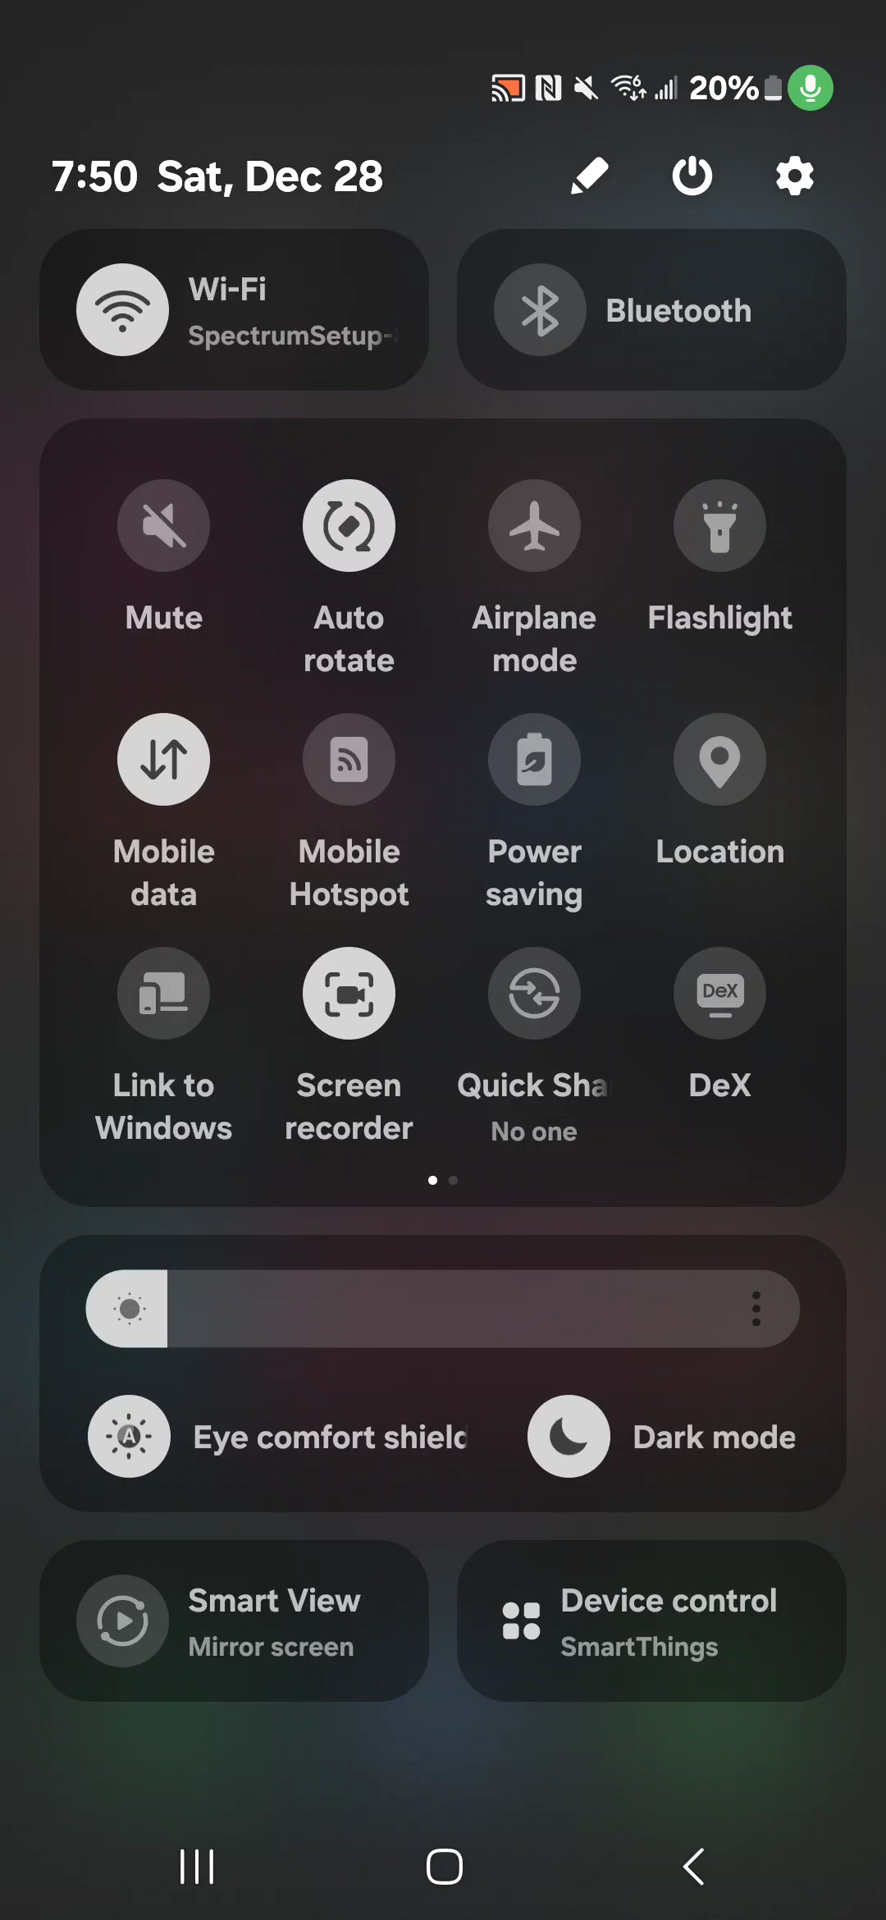 20%
7:50 Sat, Dec 28
Wi-Fi
SpectrumSetup-
Bluetooth
Mute
Auto
rotate
Airplane
mode
Flashlight
Mobile
data
Mobile
Hotspot
Power
saving
Location
DeX
Link to
Windows
Screen
recorder
Quick Sha
No one
DeX
A
Eye comfort shield
Dark mode
Smart View
Mirror screen
Device control
SmartThings